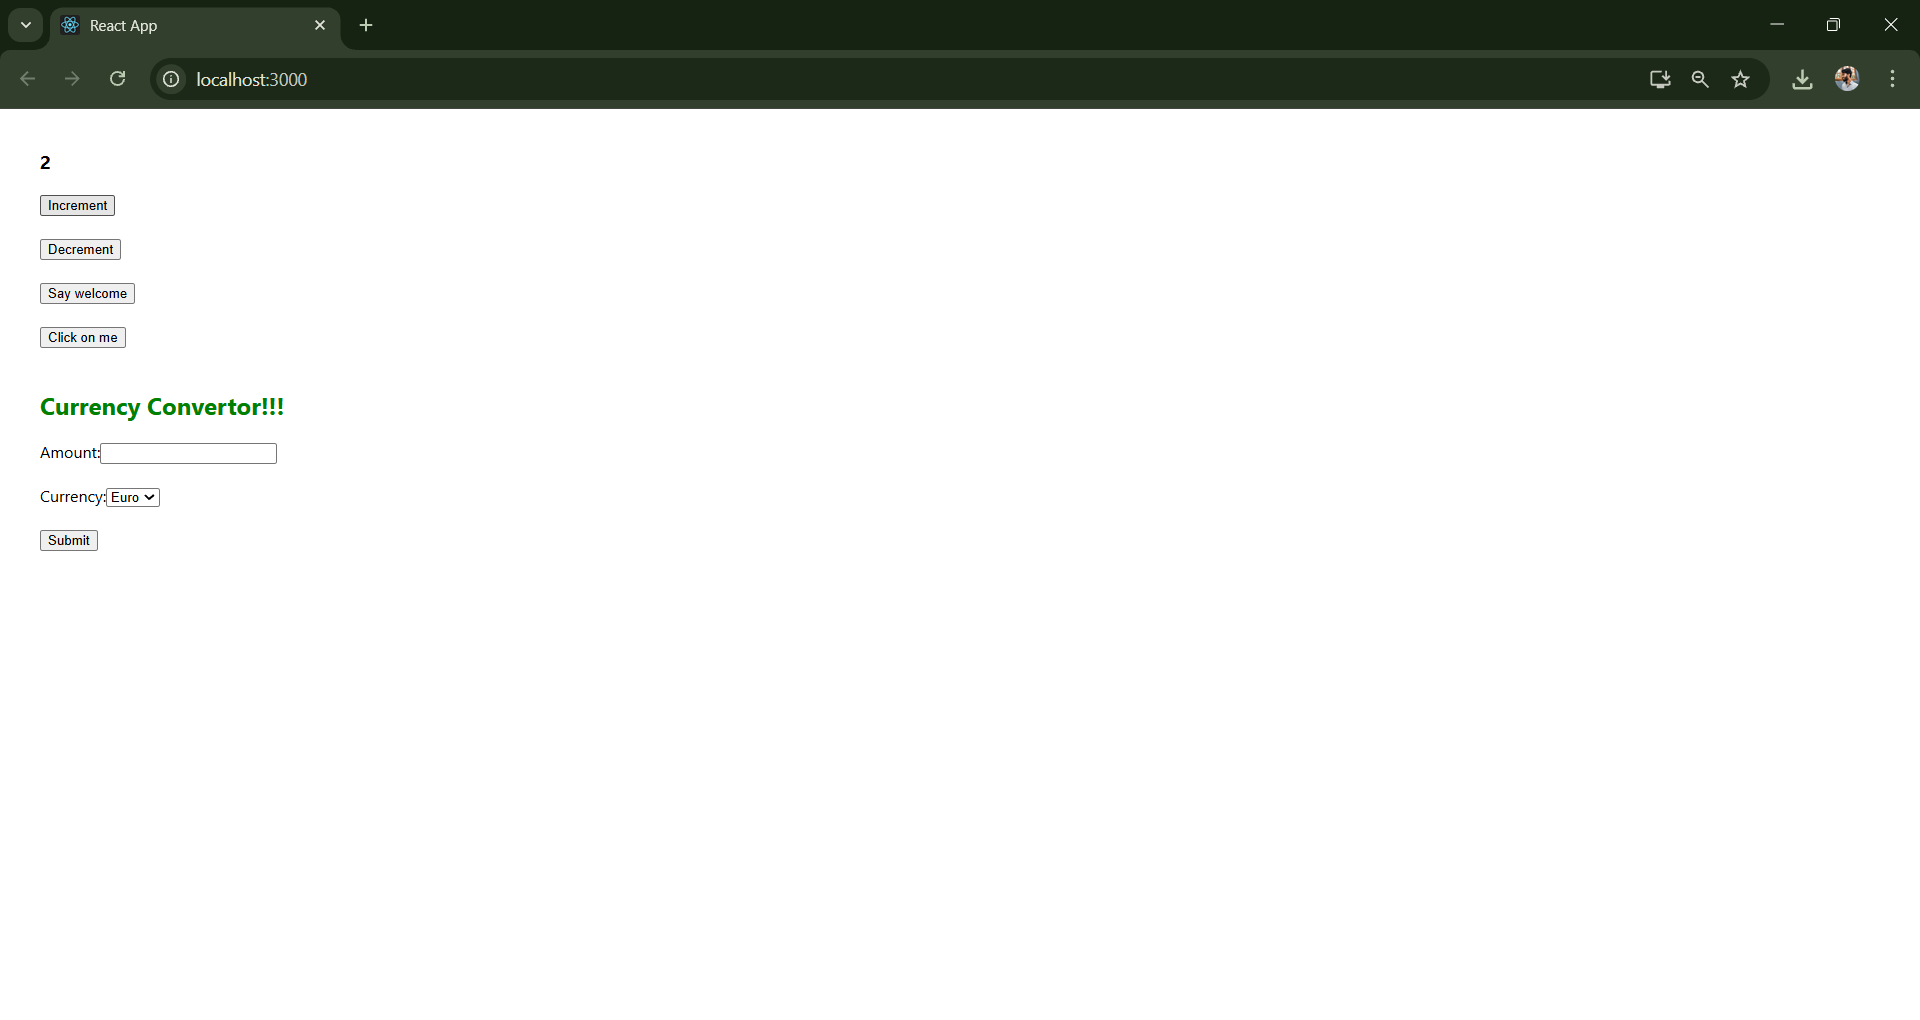 React App
localhost:3000
2
Increment
Decrement
Say welcome
Click on me
Currency Convertor!!!
Amount:
Currency: Euro
Submit